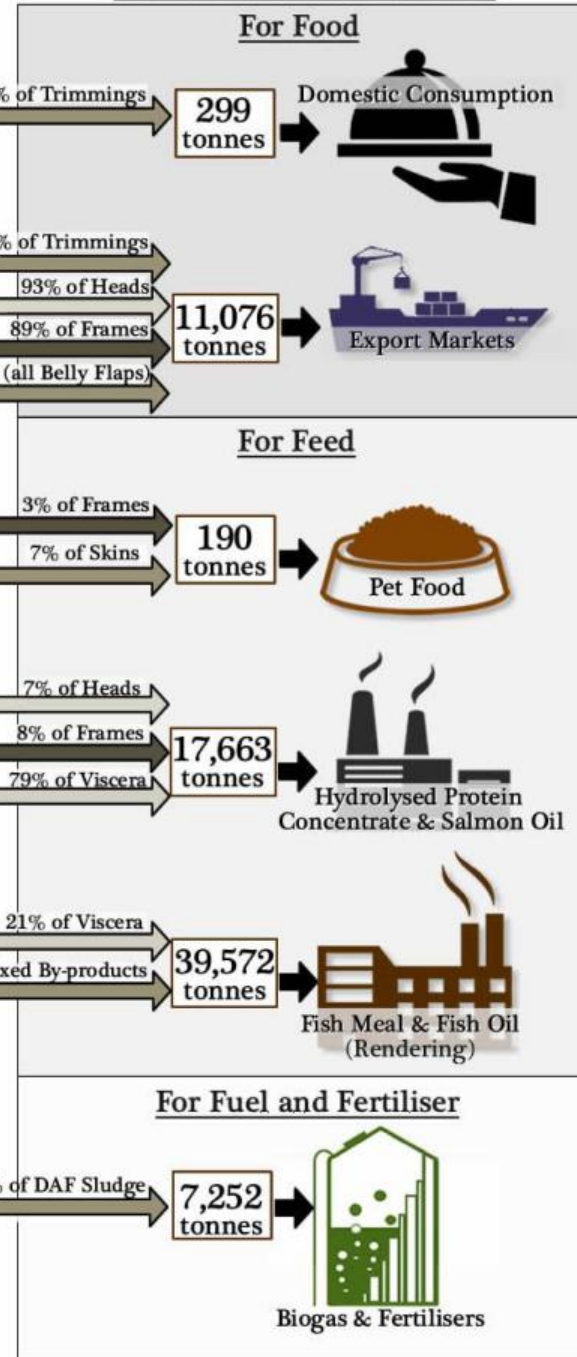 For Food
% of Trimmings
299
tonnes
Domestic Consumption
% of Trimmings
93% of Heads
89% of Frames
(all Belly Flaps)
11,076
tonnes
Export Markets
For Feed
3% of Frames
7% of Skins
190
tonnes
Pet Food
7% of Heads
8% of Frames
79% of Viscera
17,663
tonnes
Hydrolysed Protein
Concentrate & Salmon Oil
21% of Viscera
xed By-products
39,572
tonnes
Fish Meal & Fish Oil
(Rendering)
For Fuel and Fertiliser
% of DAF Sludge
7,252
tonnes
Biogas & Fertilisers